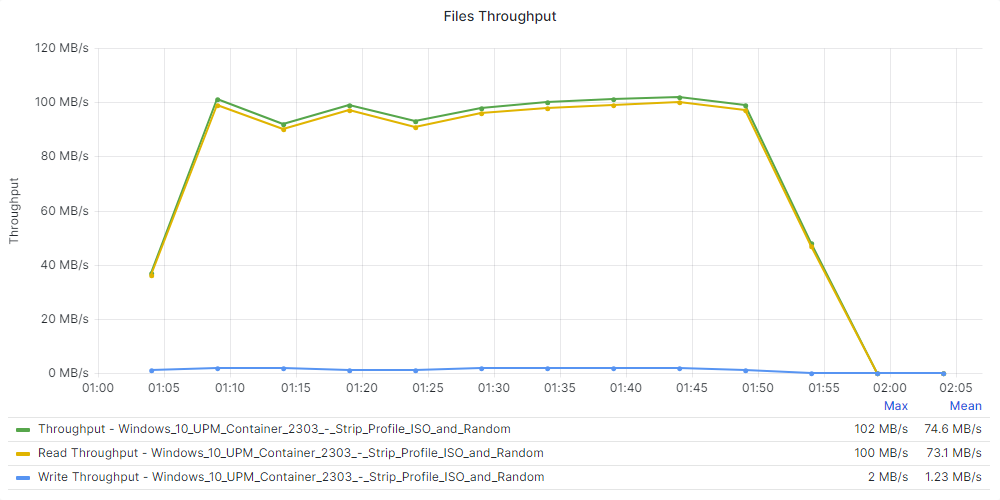 Files Throughput
120 MB/s
100 MB/s
80 MB/s
60 MB/s
40 MB/s
20 MB/s
0 MB/s
Throughput
01:00 01:05 01:10 01:15 01:20 01:25 01:30 01:35 01:40 01:45 01:50 01:55 02:00 02:05
Max Mean
Throughput - Windows_10_UPM_Container_2303_-_Strip_Profile_ISO_and_Random 102 MB/s 74.6 MB/s
Read Throughput - Windows_10_UPM_Container_2303_-_Strip_Profile_ISO_and_Random 100 MB/s 73.1 MB/s
Write Throughput - Windows_10_UPM_Container_2303_-_Strip_Profile_ISO_and_Random 2 MB/s 1.23 MB/s